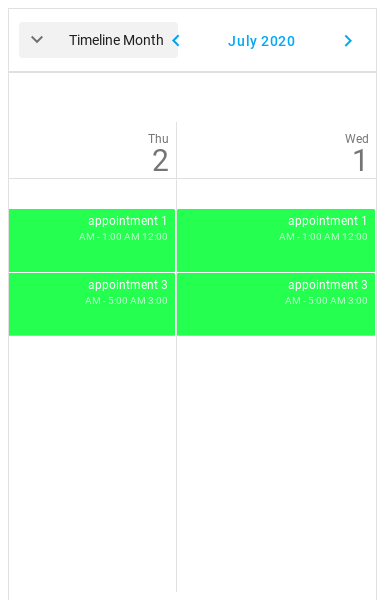 Timeline Month
July 2020
Thu
2
Wed
1
appointment 1
AM - 1:00 AM 12:00
appointment 1
AM - 1:00 AM 12:00
appointment 3
AM - 5:00 AM 3:00
appointment 3
AM - 5:00 AM 3:00